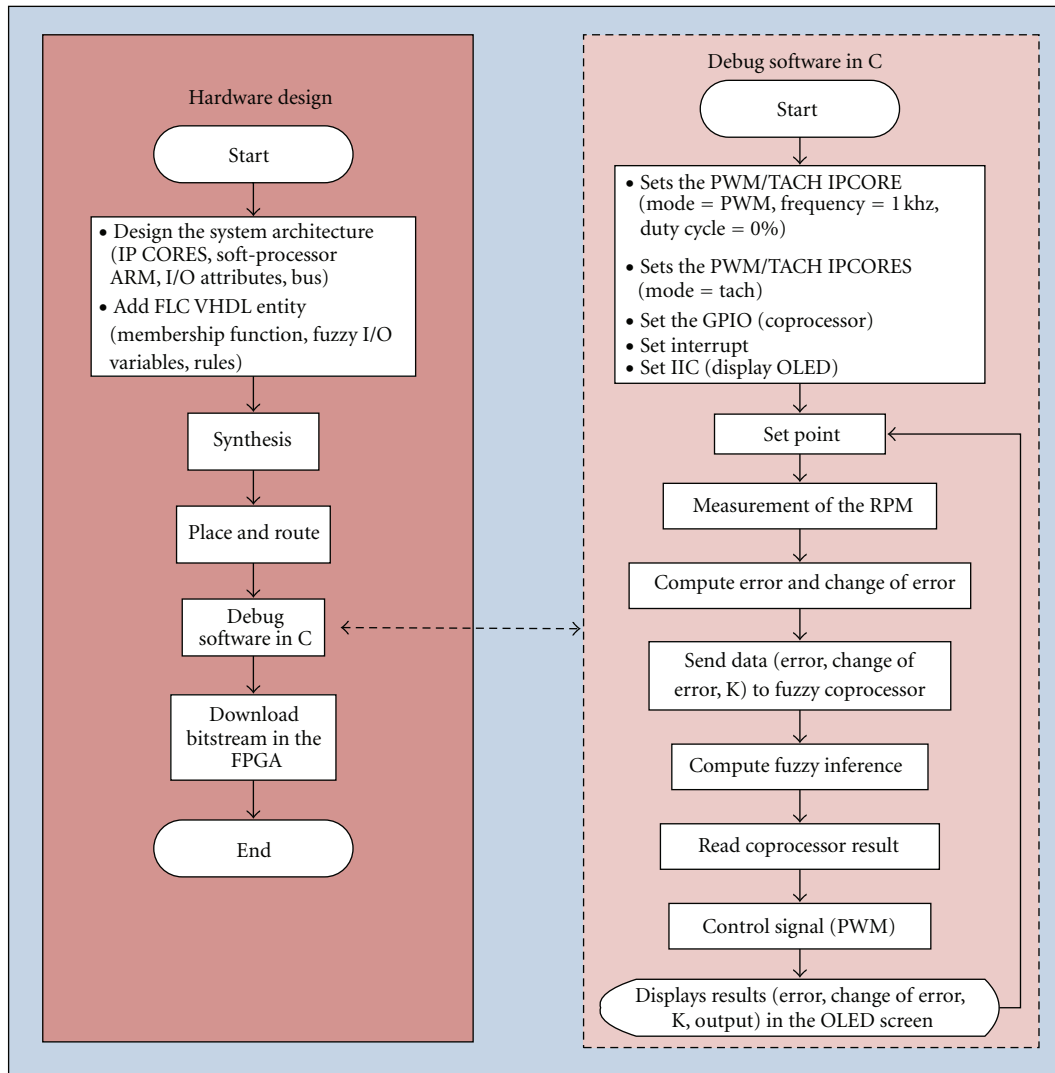 Hardware design
Start
• Design the system architecture
(IP CORES, soft-processor
ARM, I/O attributes, bus)
• Add FLC VHDL entity
(membership function, fuzzy I/O
variables, rules)
Synthesis
Place and route
Debug
software in C
Download
bitstream in the
FPGA
End
Debug software in C
Start
• Sets the PWM/TACH IPCORE
(mode = PWM, frequency = 1 khz,
duty cycle = 0%)
• Sets the PWM/TACH IPCORES
(mode = tach)
• Set the GPIO (coprocessor)
• Set interrupt
• Set IIC (display OLED)
Set point
Measurement of the RPM
Compute error and change of error
Send data (error, change of
error, K) to fuzzy coprocessor
Compute fuzzy inference
Read coprocessor result
Control signal (PWM)
Displays results (error, change of error,
K, output) in the OLED screen